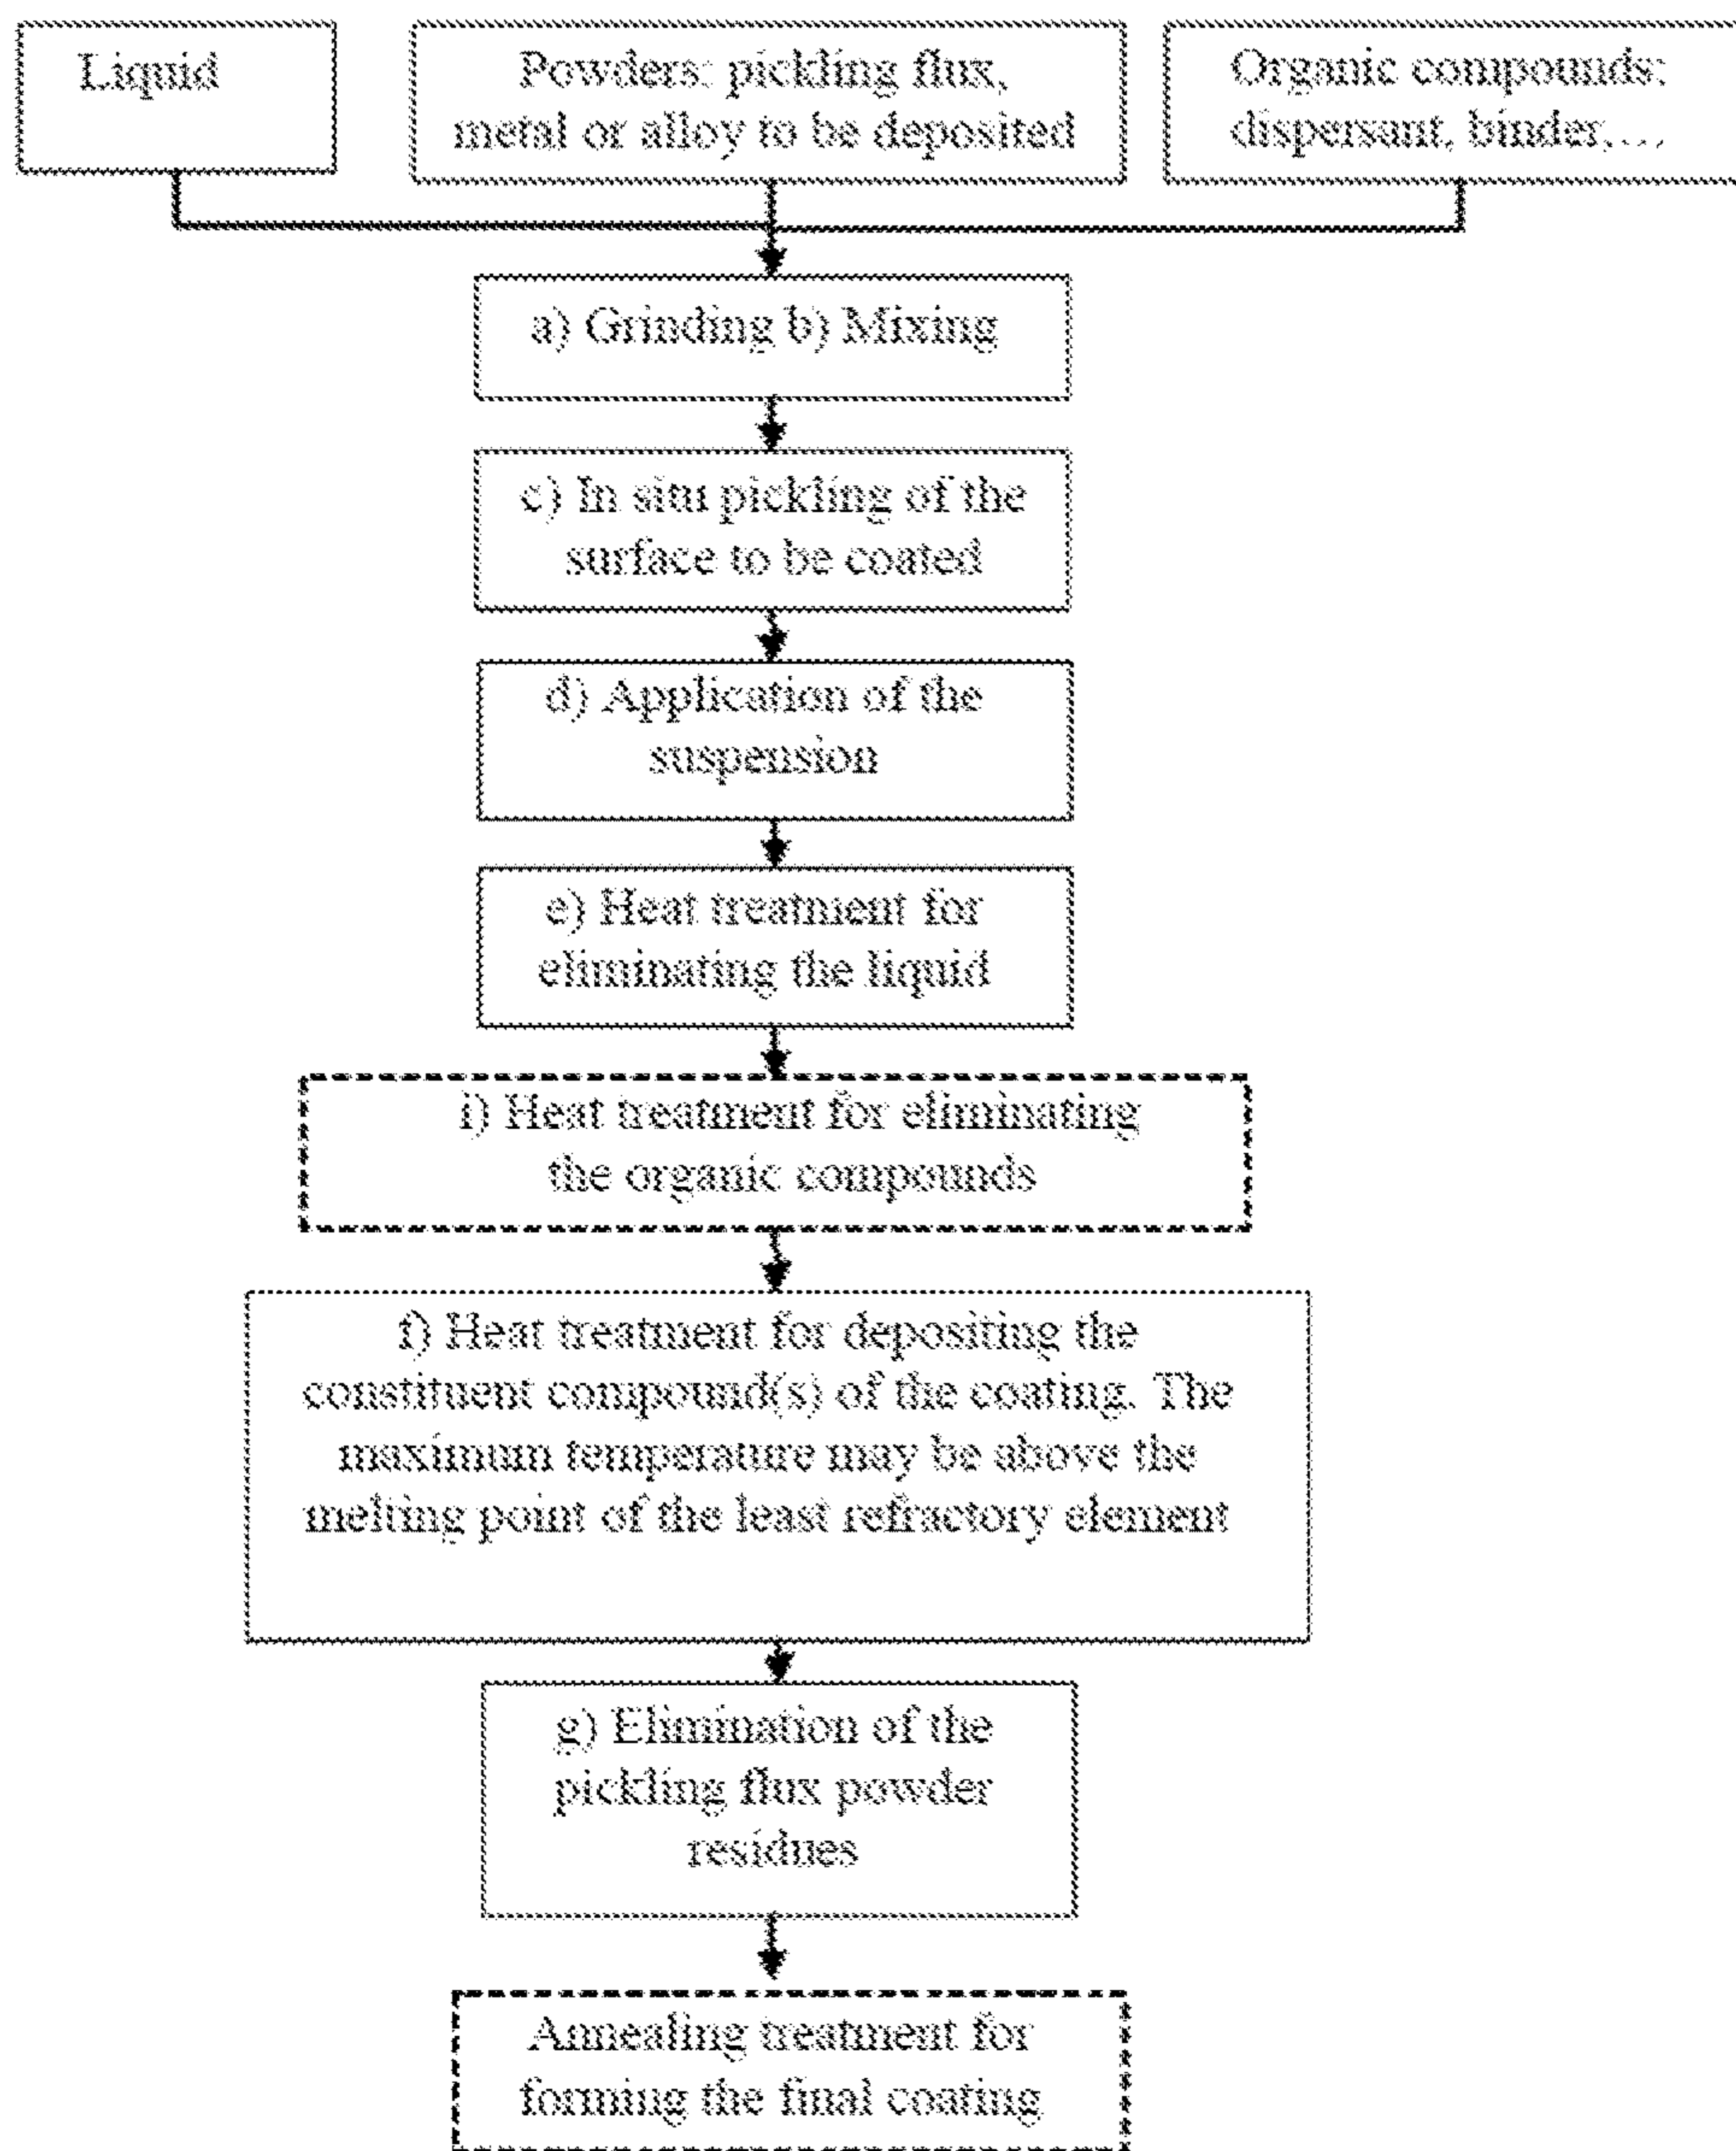 Liquid
Powders: pickling flux,
metal or alloy to be deposited
Organic compounds:
dispersant, binder,...
a) Grinding b) Mixing
c) In situ pickling of the
surface to be coated
d) Application of the
suspension
e) Heat treatment for
eliminating the liquid
i) Heat treatment for eliminating
the organic compounds
f) Heat treatment for depositing the
constituent compound(s) of the coating. The
maximum temperature may be above the
melting point of the least refractory element
g) Elimination of the
pickling flux powder
residues
Annealing treatment for
forming the final coating